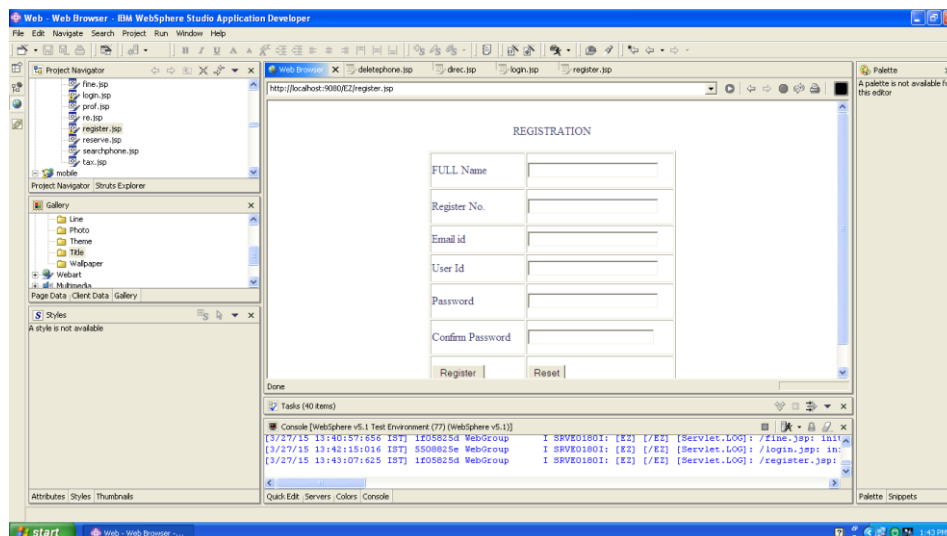 Web - Web Browser - IBM WebSphere Studio Application Developer
File Edit Navigate Search Project Run Window Help
Project Navigator
fine.jsp
login.jsp
prof.jsp
re.jsp
register.jsp
reserve.jsp
searchphone.jsp
tax.jsp
mobile
Project Navigator Struts Explorer
Gallery
Line
Photo
Theme
Title
Wallpaper
Webart
Multimedia
Page Data Client Data Gallery
Styles
A style is not available
Attributes Styles Thumbnails
Web Browser deletephone.jsp direc.jsp login.jsp register.jsp
http://localhost:9080/EZ/register.jsp
REGISTRATION
FULL Name
Register No.
Email id
User Id
Password
Confirm Password
Register Reset
Done
Tasks (40 items)
Console [WebSphere v5.1 Test Environment (77) (WebSphere v5.1)]
[3/27/15 13:40:57:656 IST] 1f05825d WebGroup I SRVE0180I: [EZ] [/EZ] [Servlet.LOG]: /fine.jsp: init
[3/27/15 13:42:15:016 IST] 5508825e WebGroup I SRVE0180I: [EZ] [/EZ] [Servlet.LOG]: /login.jsp: in:
[3/27/15 13:43:07:625 IST] 1f05825d WebGroup I SRVE0180I: [EZ] [/EZ] [Servlet.LOG]: /register.jsp:
Quick Edit Servers Colors Console
Palette
A palette is not available fo
this editor
Palette Snippets
start Web - Web Browser -... 1:43 PM